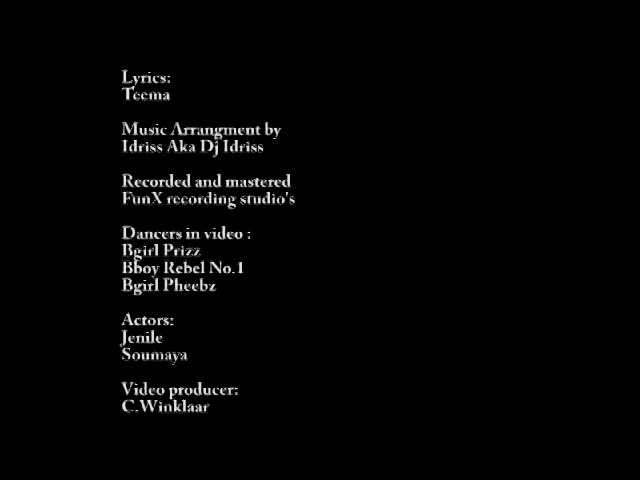 Lyrics:
Teema
Music Arrangment by
Idriss Aka Dj Idriss
Recorded and mastered
FunX recording studio's
Dancers in video :
Bgirl Prizz
Bboy Rebel No.1
Bgirl Pheebz
Actors:
Jenile
Soumaya
Video producer:
C.Winklaar